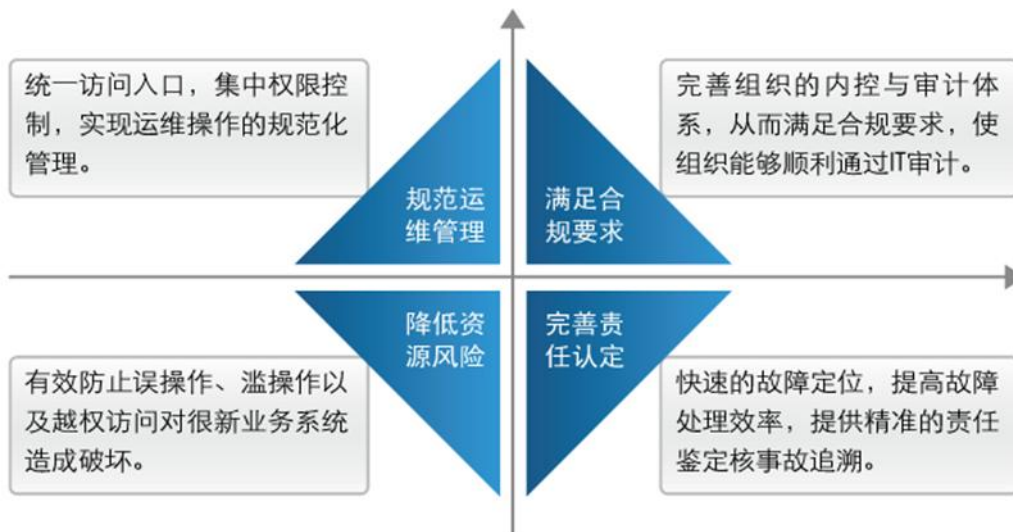 统一访问入口，集中权限控
制，实现运维操作的规范化
管理。
规范运
维管理
满足合
规要求
完善组织的内控与审计体
系，从而满足合规要求，使
组织能够顺利通过IT审计。
有效防止误操作、滥操作以
及越权访问对很新业务系统
造成破坏。
降低资
源风险
完善责
任认定
快速的故障定位，提高故障
处理效率，提供精准的责任
鉴定核事故追溯。